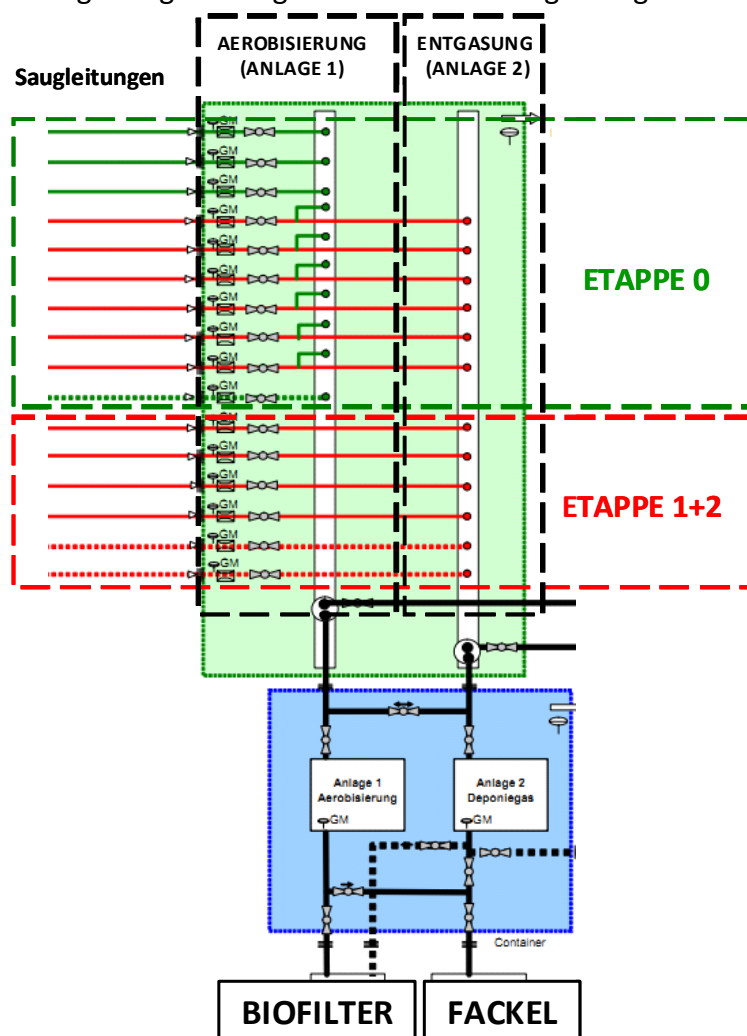 AEROBISIERUNG
(ANLAGE 1)
ENTGASUNG
(ANLAGE 2)
Saugleitungen
GM
GM
GM
GM
GM
GM
GM
GM
GM
GM
ETAPPE 0
GM
GM
GM
GM
GM
GM
ETAPPE 1+2
Anlage 1
Aerobisierung
GM
Anlage 2
Deponiegas
GM
Container
BIOFILTER
FACKEL